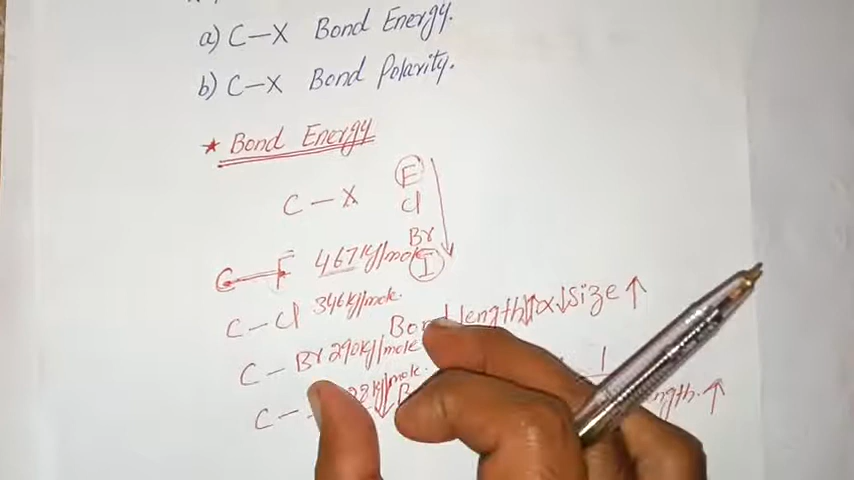 a) C-X Bond Energy.
b) C-X Bond Polarity.
* Bond Energy
C-X F
Cl
Br
I
C-F 467kJ/mole
C-Cl 346kJ/mole.
Bond length↑ α ↓Size↑
C-Br 290kJ/mole
C-